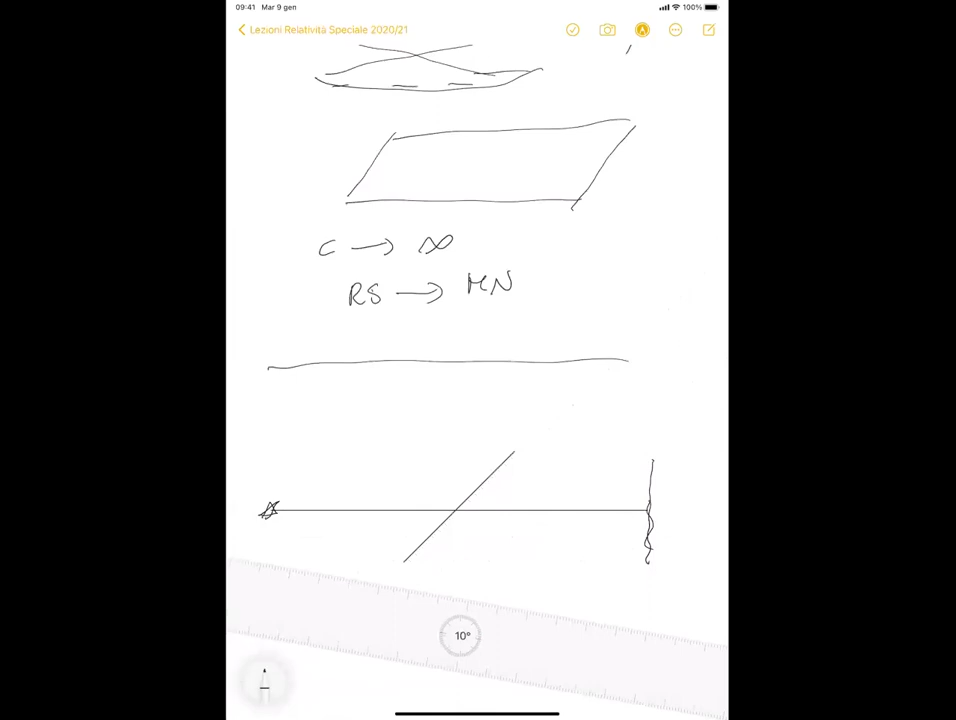 09:41 Mar 9 gen 100%
Lezioni Relatività Speciale 2020/21
C → ∞
RS → MN
10°